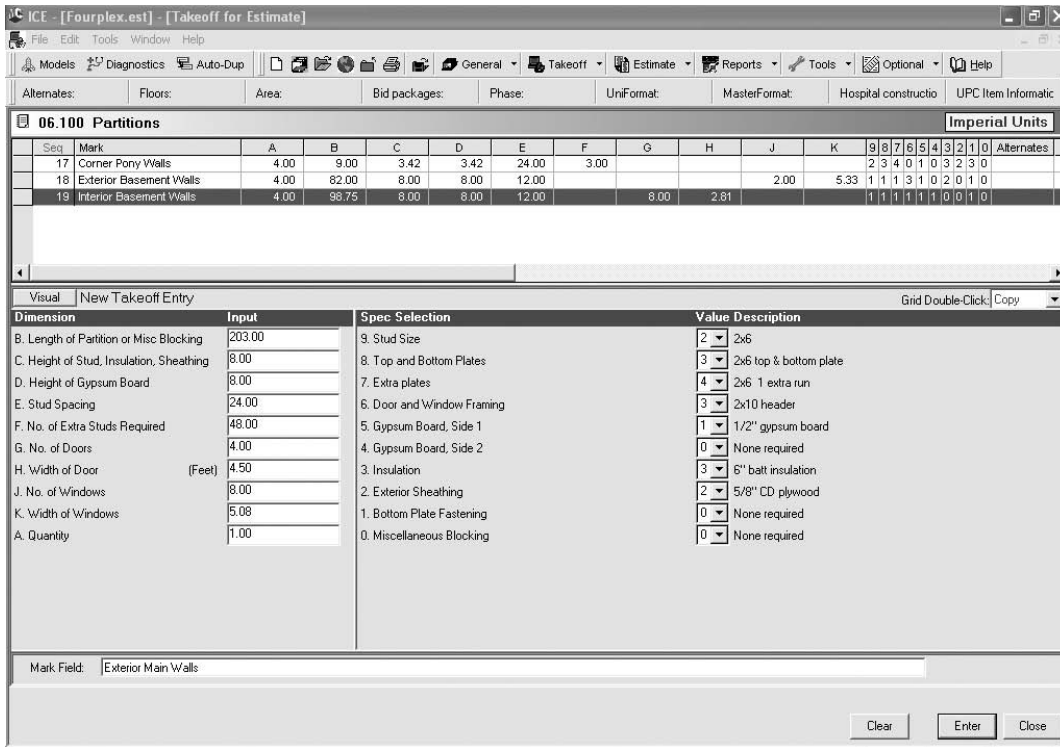 ICE - [Fourplex.est] - [Takeoff for Estimate]
File Edit Tools Window Help
Models Diagnostics Auto-Dup General Takeoff Estimate Reports Tools Optional Help
Alternates: Floors: Area: Bid packages: Phase: UniFormat: MasterFormat: Hospital constructio UPC Item Informatic
06.100 Partitions Imperial Units
Seq Mark A B C D E F G H J K 9 8 7 6 5 4 3 2 1 0 Alternates
17 Corner Pony Walls 4.00 9.00 3.42 3.42 24.00 3.00 2 3 4 0 1 0 3 2 3 0
18 Exterior Basement Walls 4.00 82.00 8.00 8.00 12.00 2.00 5.33 1 1 1 3 1 0 2 0 1 0
19 Interior Basement Walls 4.00 98.75 8.00 8.00 12.00 8.00 2.81 1 1 1 1 1 1 0 0 1 0
Visual New Takeoff Entry Grid Double-Click: Copy
Dimension Input Spec Selection Value Description
B. Length of Partition or Misc Blocking 203.00 9. Stud Size 2 2x6
C. Height of Stud, Insulation, Sheathing 8.00 8. Top and Bottom Plates 3 2x6 top & bottom plate
D. Height of Gypsum Board 8.00 7. Extra plates 4 2x6 1 extra run
E. Stud Spacing 24.00 6. Door and Window Framing 3 2x10 header
F. No. of Extra Studs Required 48.00 5. Gypsum Board, Side 1 1 1/2" gypsum board
G. No. of Doors 4.00 4. Gypsum Board, Side 2 0 None required
H. Width of Door (Feet) 4.50 3. Insulation 3 6" batt insulation
J. No. of Windows 8.00 2. Exterior Sheathing 2 5/8" CD plywood
K. Width of Windows 5.08 1. Bottom Plate Fastening 0 None required
A. Quantity 1.00 0. Miscellaneous Blocking 0 None required
Mark Field: Exterior Main Walls
Clear Enter Close